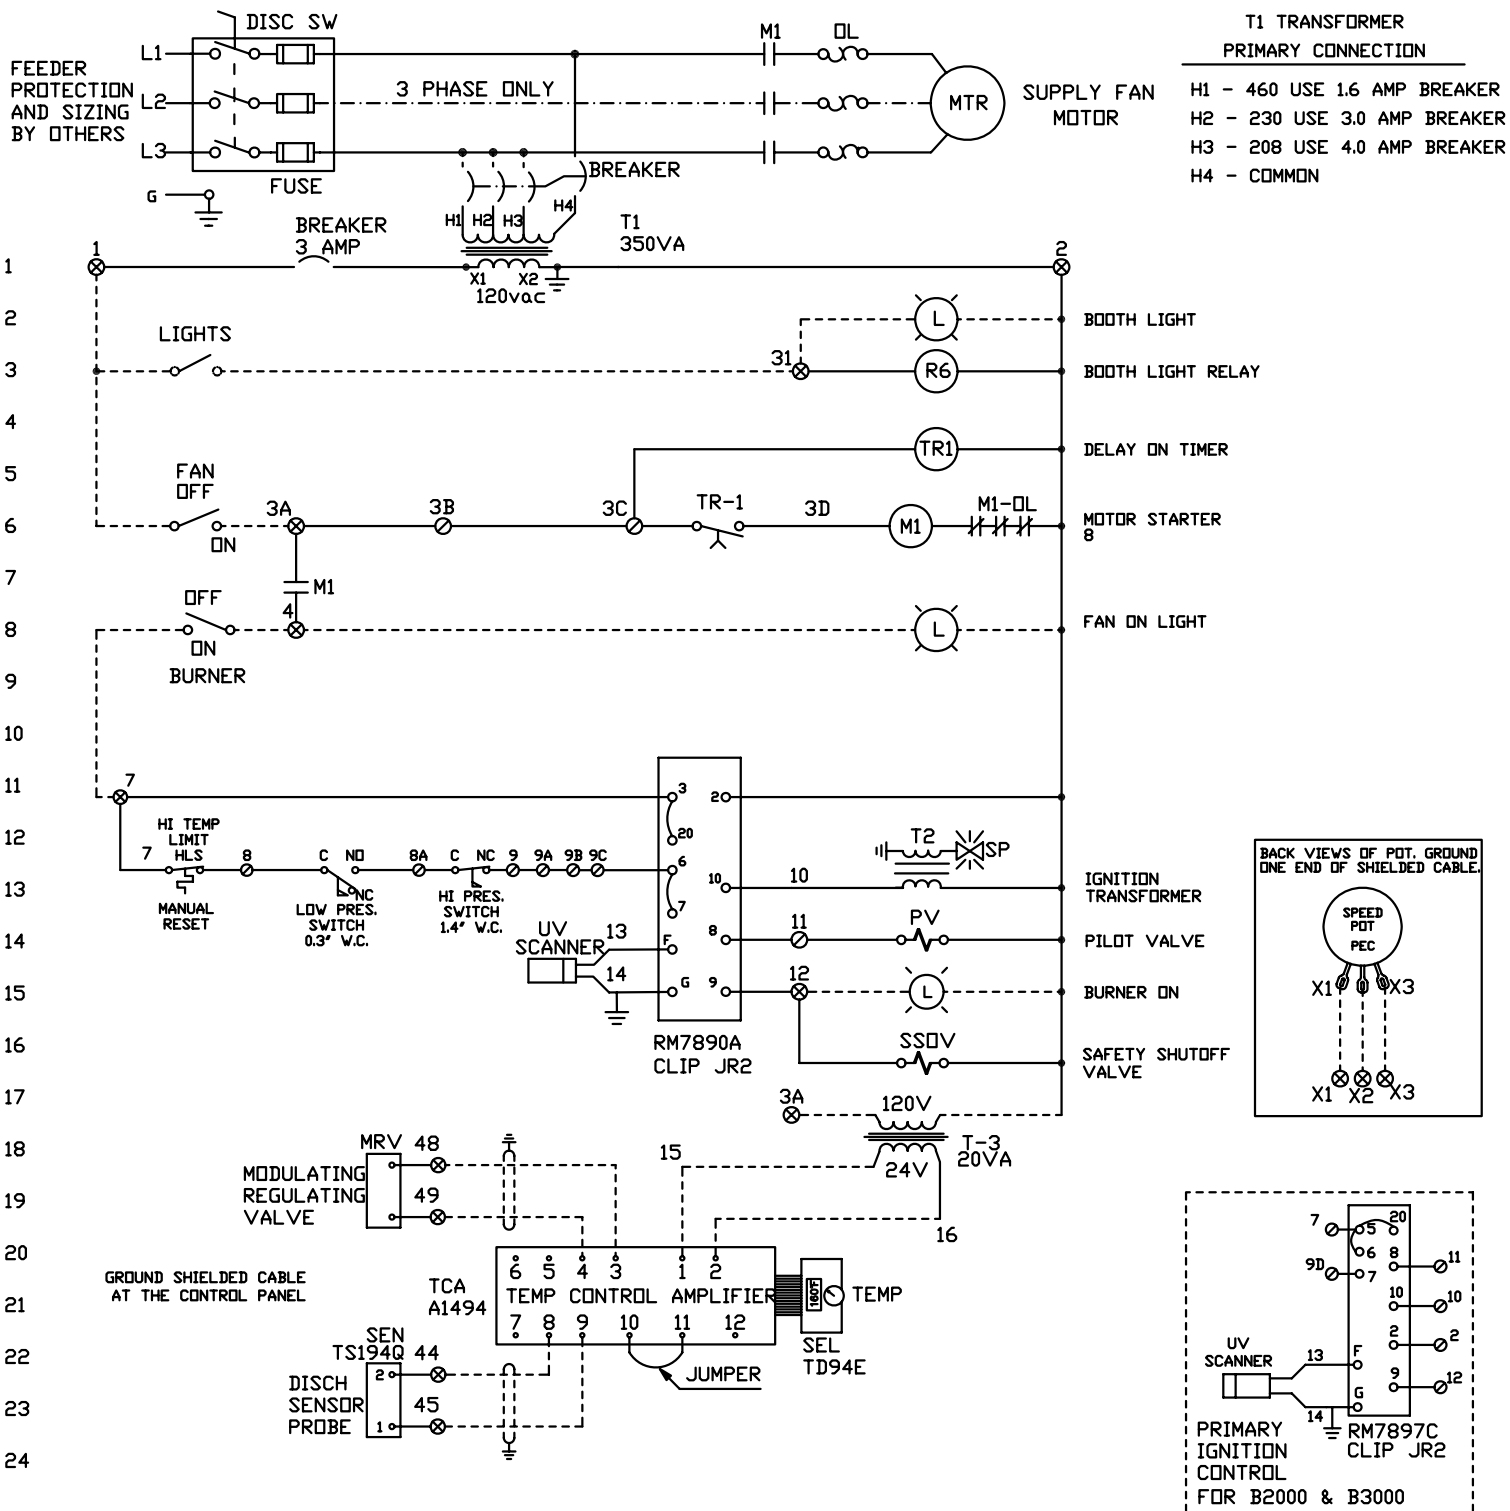 DISC SW
L1
L2
L3
FEEDER
PROTECTION
AND SIZING
BY OTHERS
3 PHASE ONLY
FUSE
G
M1
OL
MTR
SUPPLY FAN
MOTOR
T1 TRANSFORMER
PRIMARY CONNECTION
H1 - 460 USE 1.6 AMP BREAKER
H2 - 230 USE 3.0 AMP BREAKER
H3 - 208 USE 4.0 AMP BREAKER
H4 - COMMON
BREAKER
H1
H2
H3
H4
T1
350VA
BREAKER
3 AMP
1
1
X1
X2
120vac
2
2
L
BOOTH LIGHT
LIGHTS
3
31
R6
BOOTH LIGHT RELAY
4
TR1
DELAY ON TIMER
5
FAN
OFF
6
ON
3A
3B
3C
TR-1
3D
M1
M1-OL
MOTOR STARTER
8
7
M1
OFF
8
ON
BURNER
4
L
FAN ON LIGHT
9
10
11
7
3
2
20
12
HI TEMP
LIMIT
HLS
7
8
C
NO
NC
8A
C
NC
9
9A
9B
9C
6
7
T2
SP
13
MANUAL
RESET
LOW PRES.
SWITCH
0.3" W.C.
HI PRES.
SWITCH
1.4" W.C.
10
10
IGNITION
TRANSFORMER
14
UV
SCANNER
13
14
F
G
8
11
PV
PILOT VALVE
15
9
12
L
BURNER ON
16
RM7890A
CLIP JR2
SSOV
SAFETY SHUTOFF
VALVE
17
3A
120V
T-3
20VA
24V
18
MRV
48
49
15
16
MODULATING
REGULATING
VALVE
19
20
GROUND SHIELDED CABLE
AT THE CONTROL PANEL
21
TCA
A1494
6
5
4
3
1
2
TEMP CONTROL AMPLIFIER
7
8
9
10
11
12
160°F
TEMP
SEL
TD94E
JUMPER
22
SEN
TS194Q
44
45
2
1
DISCH
SENSOR
PROBE
23
24
BACK VIEWS OF POT. GROUND
ONE END OF SHIELDED CABLE.
SPEED
POT
PEC
X1
X3
X1
X2
X3
7
5
20
6
8
11
9D
7
10
10
2
2
UV
SCANNER
13
F
9
12
G
14
RM7897C
CLIP JR2
PRIMARY
IGNITION
CONTROL
FOR B2000 & B3000